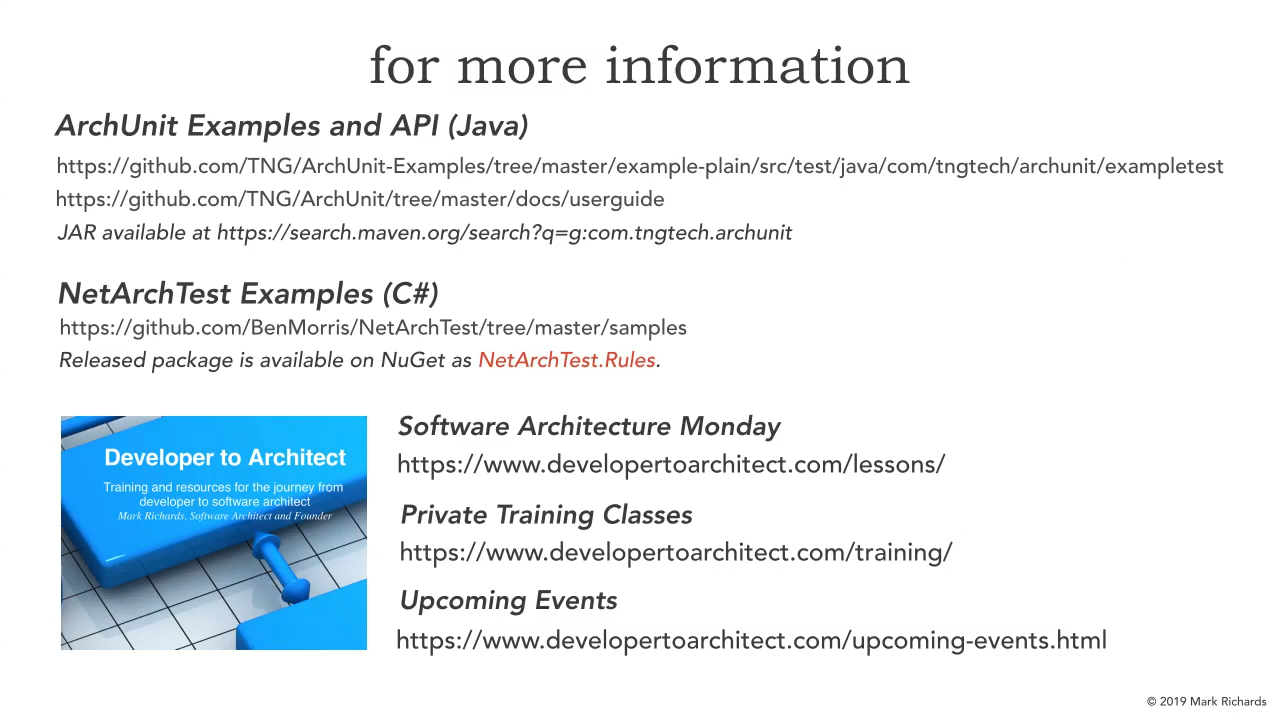 for more information
ArchUnit Examples and API (Java)
https://github.com/TNG/ArchUnit-Examples/tree/master/example-plain/src/test/java/com/tngtech/archunit/exampletest
https://github.com/TNG/ArchUnit/tree/master/docs/userguide
JAR available at https://search.maven.org/search?q=g:com.tngtech.archunit
NetArchTest Examples (C#)
https://github.com/BenMorris/NetArchTest/tree/master/samples
Released package is available on NuGet as NetArchTest.Rules.
Developer to Architect
Training and resources for the journey from
developer to software architect
Mark Richards, Software Architect and Founder
Software Architecture Monday
https://www.developertoarchitect.com/lessons/
Private Training Classes
https://www.developertoarchitect.com/training/
Upcoming Events
https://www.developertoarchitect.com/upcoming-events.html
© 2019 Mark Richards